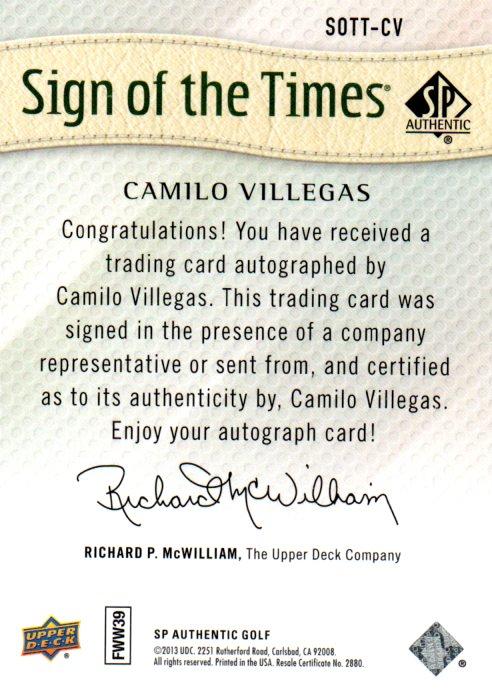 SOTT-CV
Sign of the Times®
SP
AUTHENTIC
®
CAMILO VILLEGAS
Congratulations! You have received a
trading card autographed by
Camilo Villegas. This trading card was
signed in the presence of a company
representative or sent from, and certified
as to its authenticity by, Camilo Villegas.
Enjoy your autograph card!
Richard McWilliam
RICHARD P. McWILLIAM, The Upper Deck Company
UPPER
D·E·C·K
®
FWW39
SP AUTHENTIC GOLF
©2013 UDC. 2251 Rutherford Road, Carlsbad, CA 92008.
All rights reserved. Printed in the USA. Resale Certificate No. 2880.
®